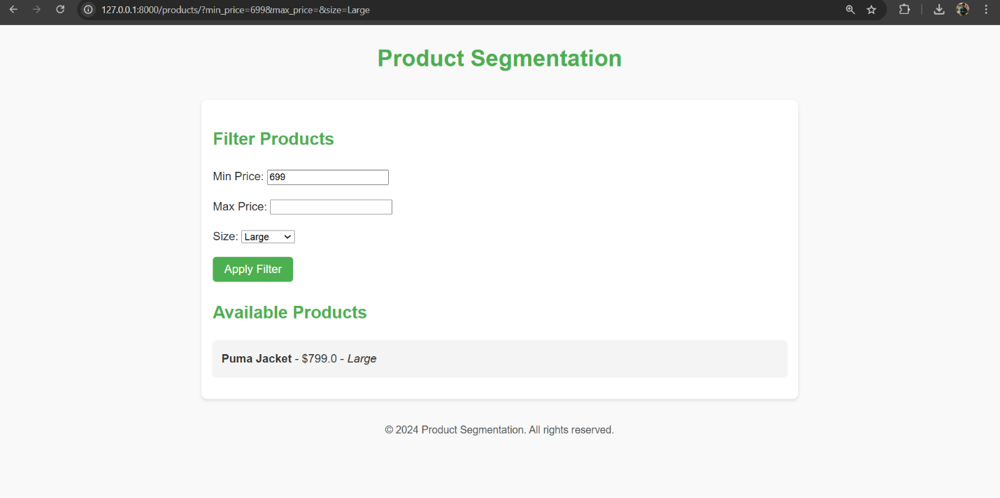 127.0.0.1:8000/products/?min_price=699&max_price=&size=Large
Product Segmentation
Filter Products
Min Price: 699
Max Price:
Size: Large
Apply Filter
Available Products
Puma Jacket - $799.0 - Large
© 2024 Product Segmentation. All rights reserved.